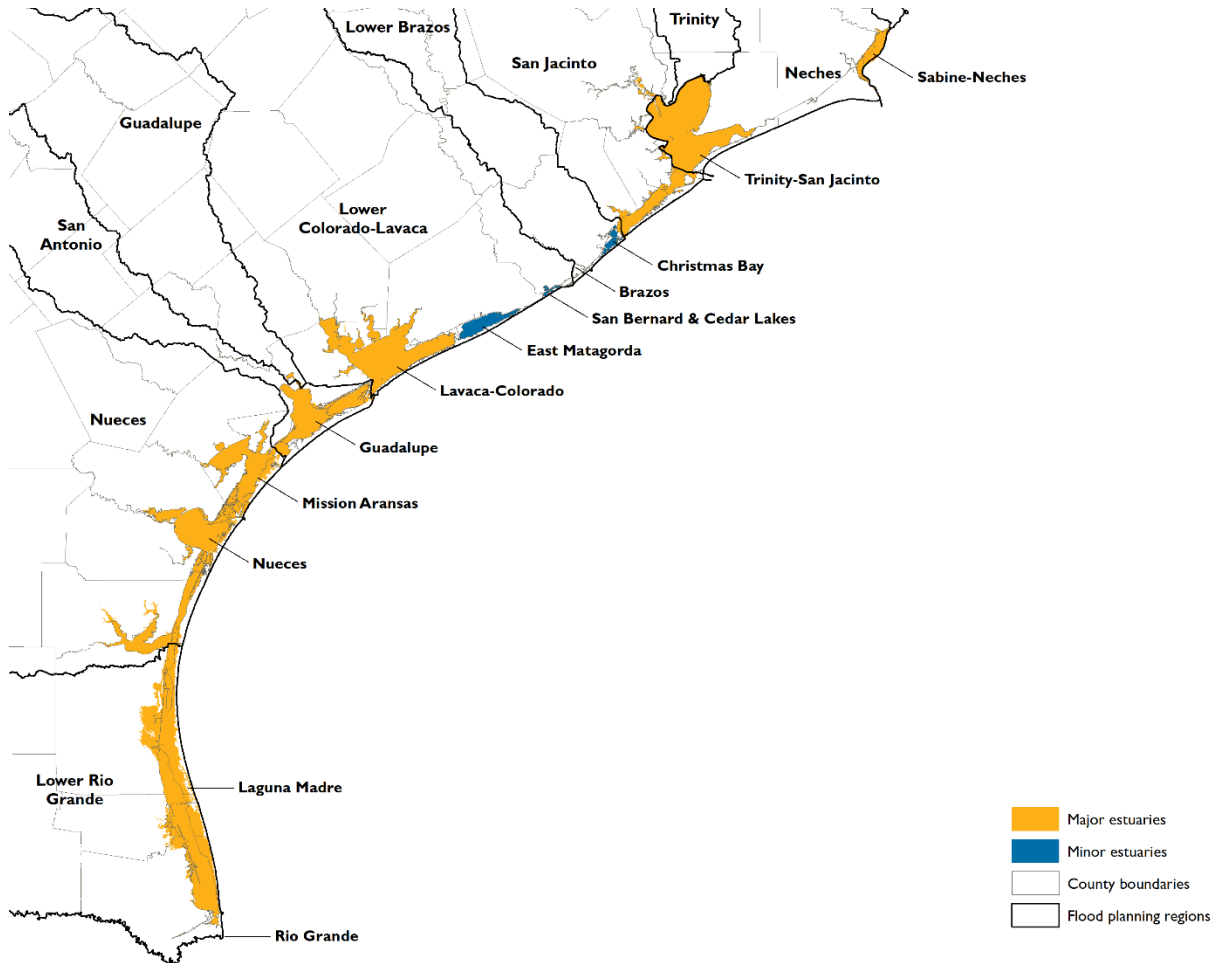 Trinity
Lower Brazos
San Jacinto
Neches
Sabine-Neches
Guadalupe
Trinity-San Jacinto
Lower
Colorado-Lavaca
San
Antonio
Christmas Bay
Brazos
San Bernard & Cedar Lakes
East Matagorda
Lavaca-Colorado
Nueces
Guadalupe
Mission Aransas
Nueces
Lower Rio
Grande
Laguna Madre
Rio Grande
Major estuaries
Minor estuaries
County boundaries
Flood planning regions